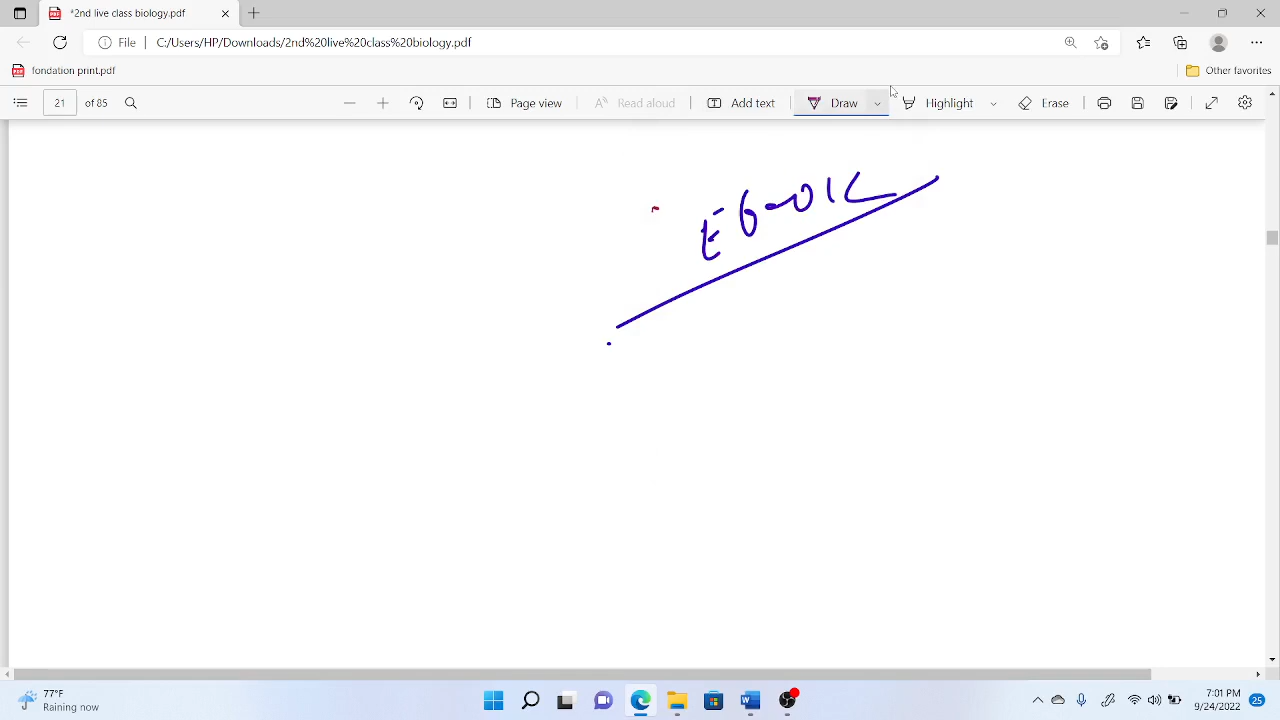 *2nd live class biology.pdf
File C:/Users/HP/Downloads/2nd%20live%20class%20biology.pdf
fondation print.pdf
Other favorites
21 of 85 Page view Read aloud Add text Draw Highlight Erase
77°F
Raining now
7:01 PM
9/24/2022
25